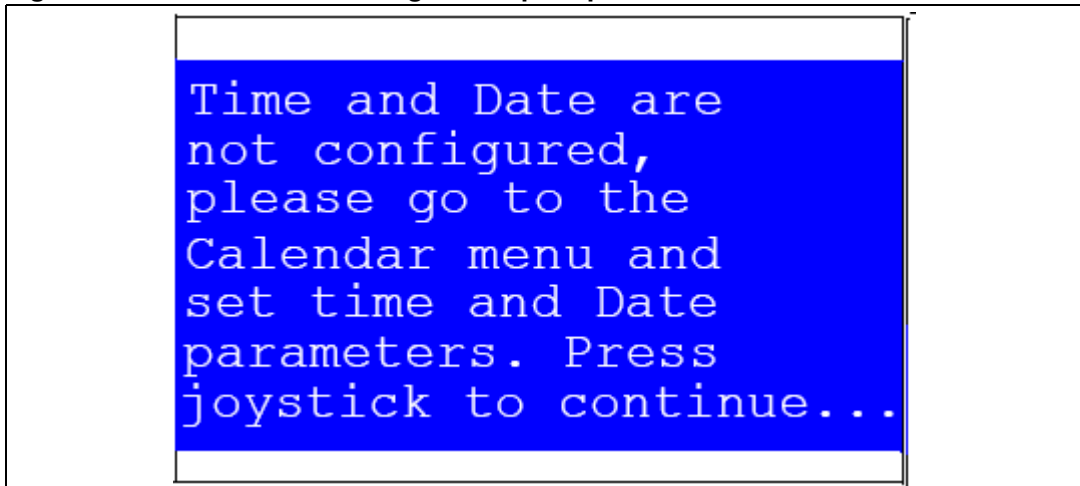 Time and Date are
not configured,
please go to the
Calendar menu and
set time and Date
parameters. Press
joystick to continue...